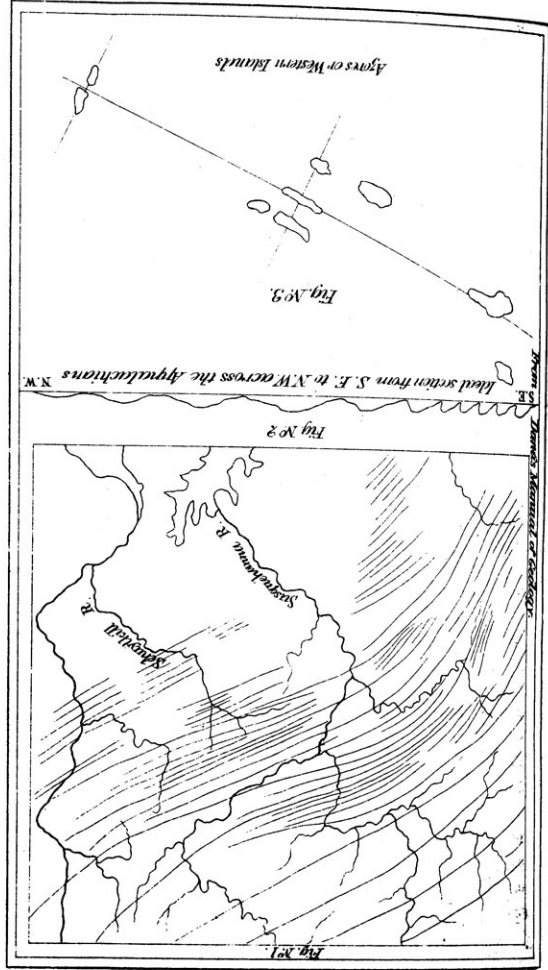 Fig. Nº 1.
Schuylkill R.
Susquehanna R.
Fig Nº 2
N.W. S.E.
Ideal section from S.E. to N.W. across the Appalachians
Fig. Nº 3.
Azores or Western Islands
From Dana's Manual of Geology.